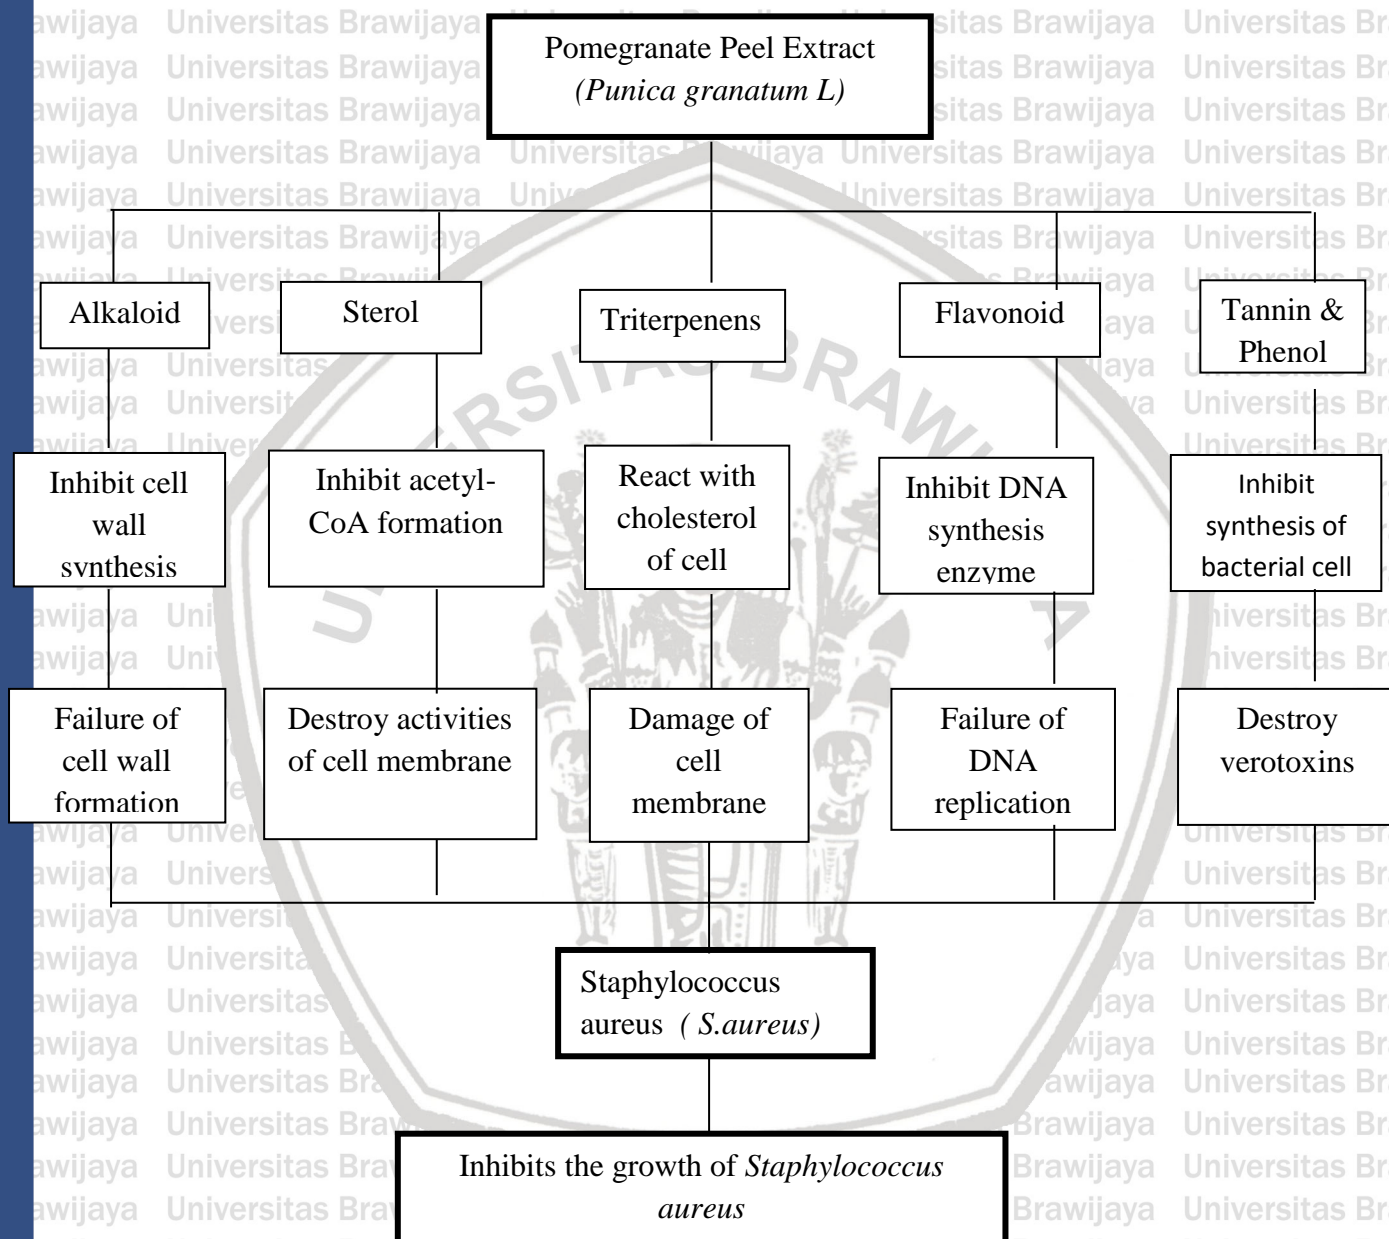 Pomegranate Peel Extract
(Punica granatum L)
Alkaloid
Sterol
Triterpenens
Flavonoid
Tannin &
Phenol
Inhibit cell
wall
synthesis
Inhibit acetyl-
CoA formation
React with
cholesterol
of cell
Inhibit DNA
synthesis
enzyme
Inhibit
synthesis of
bacterial cell
Failure of
cell wall
formation
Destroy activities
of cell membrane
Damage of
cell
membrane
Failure of
DNA
replication
Destroy
verotoxins
Staphylococcus
aureus ( S.aureus)
Inhibits the growth of Staphylococcus
aureus
UNIVERSITAS BRAWIJAYA